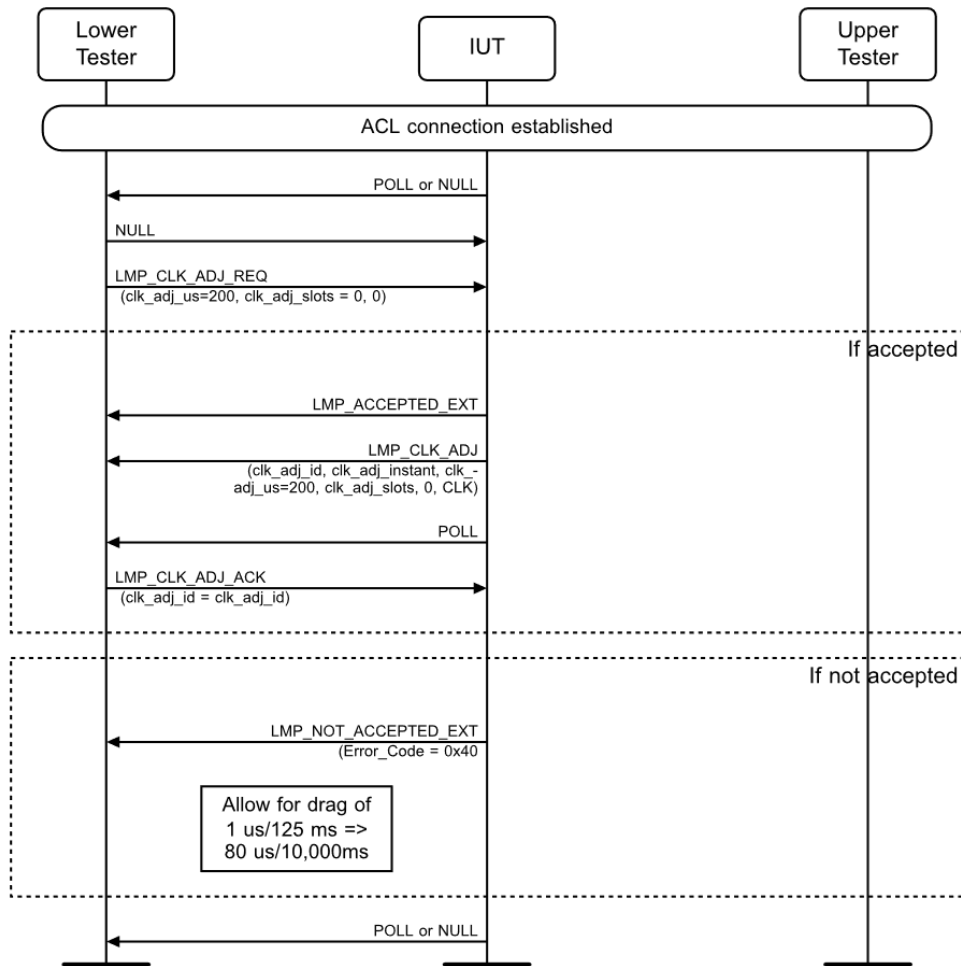 Lower
Tester
IUT
Upper
Tester
ACL connection established
POLL or NULL
NULL
LMP_CLK_ADJ_REQ
(clk_adj_us=200, clk_adj_slots = 0, 0)
If accepted
LMP_ACCEPTED_EXT
LMP_CLK_ADJ
(clk_adj_id, clk_adj_instant, clk_-
adj_us=200, clk_adj_slots, 0, CLK)
POLL
LMP_CLK_ADJ_ACK
(clk_adj_id = clk_adj_id)
If not accepted
LMP_NOT_ACCEPTED_EXT
(Error_Code = 0x40
Allow for drag of
1 us/125 ms =>
80 us/10,000ms
POLL or NULL